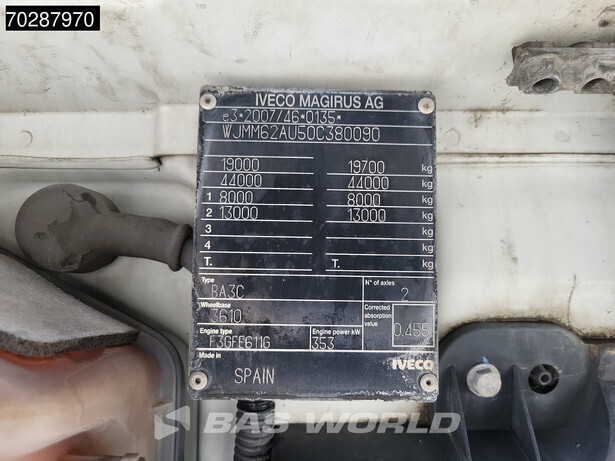 70287970
IVECO MAGIRUS AG
e3*2007/46*0135*
WJMM62AU50C380090
19000 19700 kg
44000 44000 kg
1 8000 8000 kg
2 13000 13000 kg
3 kg
4 kg
T. T. kg
Type N° of axles
BA3C 2
Wheelbase Corrected absorption value
3610 0.455
Engine type Engine power kW
F3GFE611G 353
Made in IVECO
SPAIN
BAS WORLD